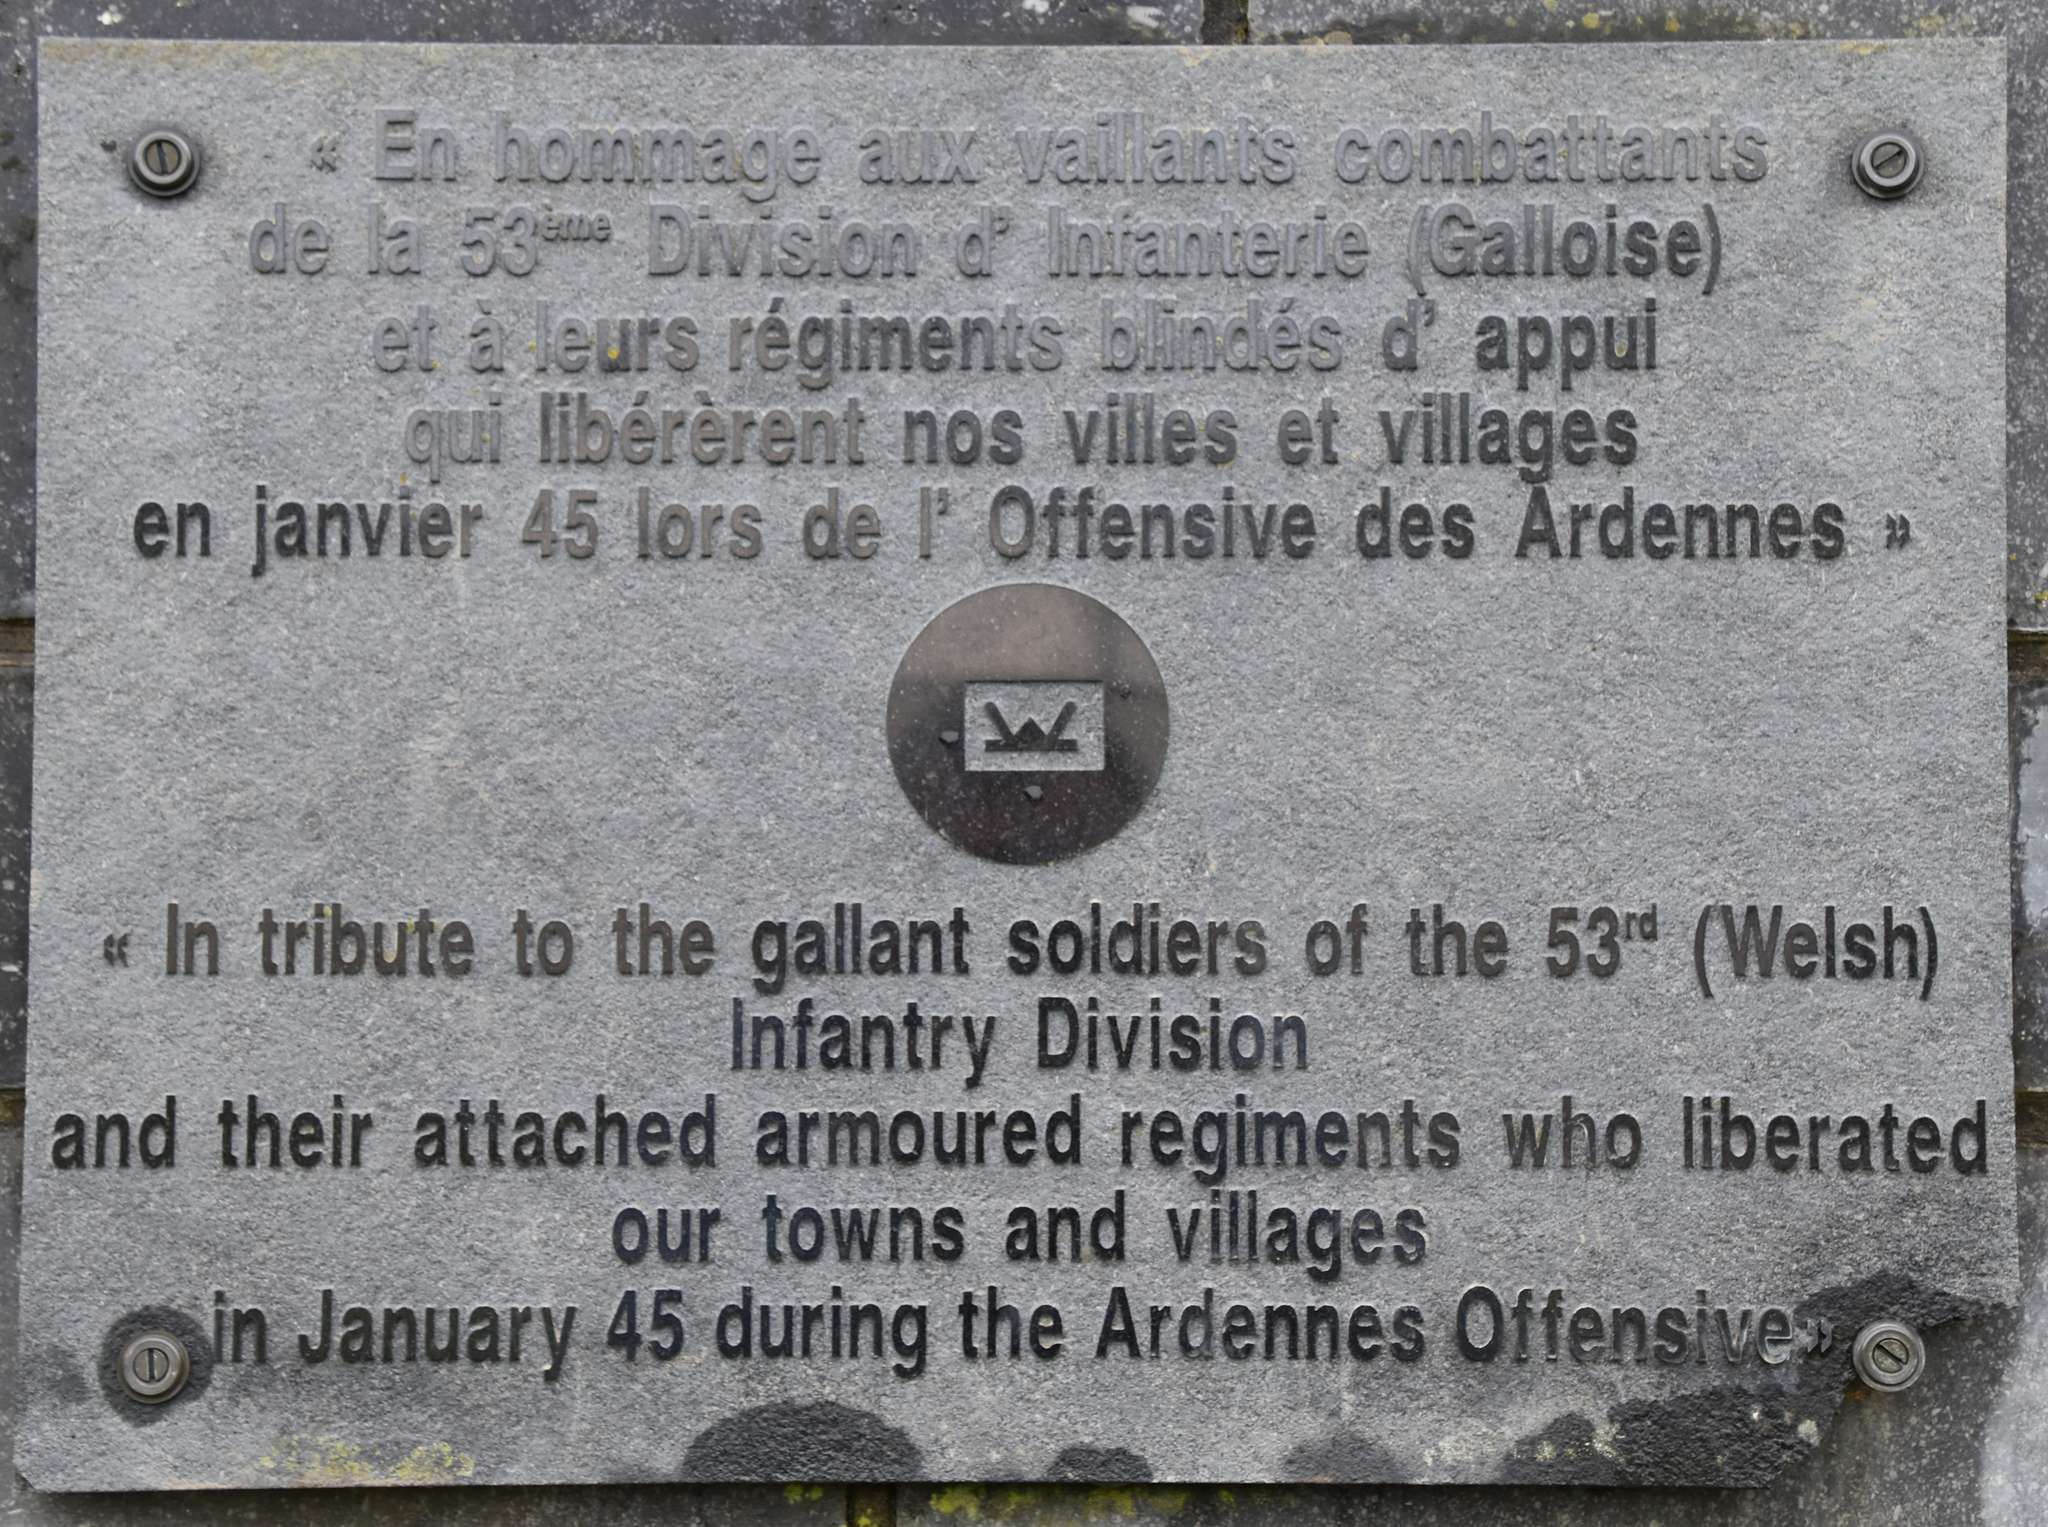 « En hommage aux vaillants combattants
de la 53ème Division d' Infanterie (Galloise)
et à leurs régiments blindés d' appui
qui libérèrent nos villes et villages
en janvier 45 lors de l' Offensive des Ardennes »
W
« In tribute to the gallant soldiers of the 53rd (Welsh)
Infantry Division
and their attached armoured regiments who liberated
our towns and villages
in January 45 during the Ardennes Offensive»